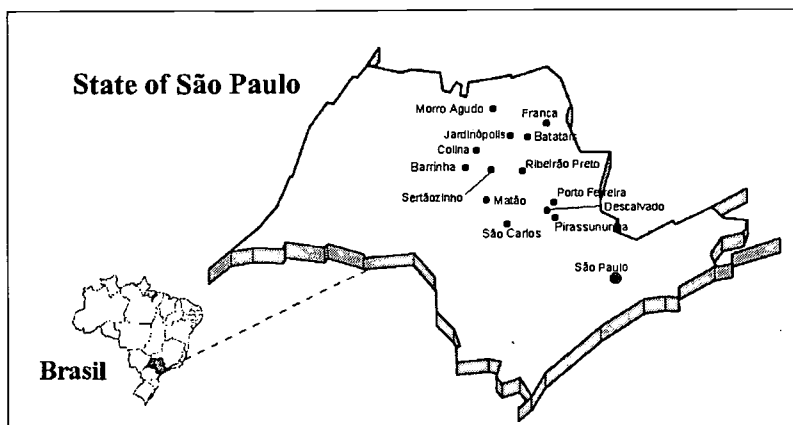 State of São Paulo
Morro Agudo
França
Jardinópolis
Batatais
Colina
Barrinha
Ribeirão Preto
Sertãozinho
Matão
Porto Ferreira
Descalvado
São Carlos
Pirassununga
São Paulo
Brasil